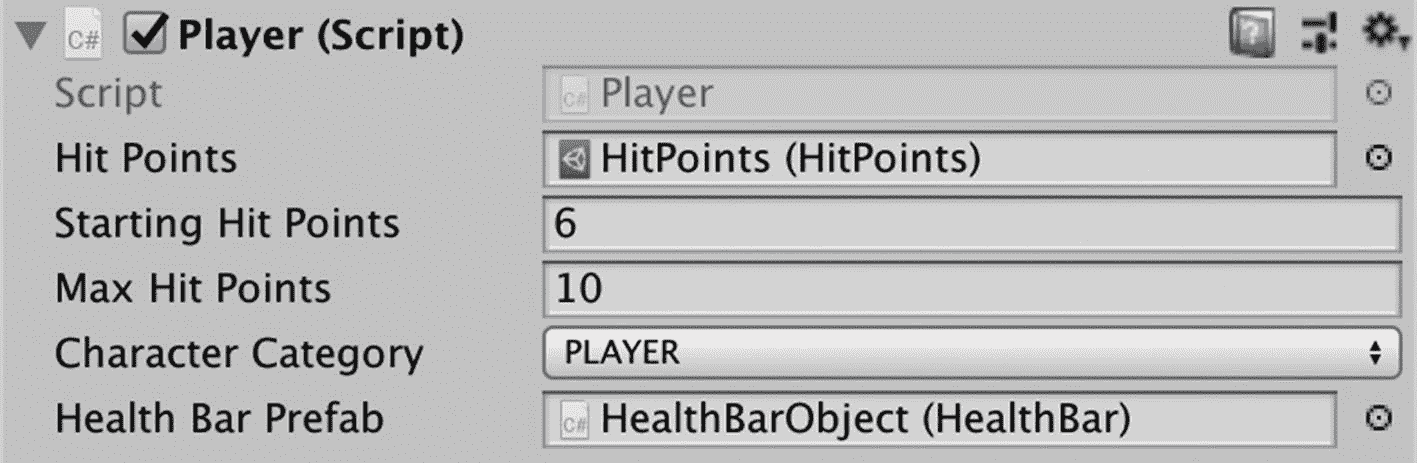 C# Player (Script)
Script C# Player
Hit Points HitPoints (HitPoints)
Starting Hit Points 6
Max Hit Points 10
Character Category PLAYER
Health Bar Prefab C# HealthBarObject (HealthBar)